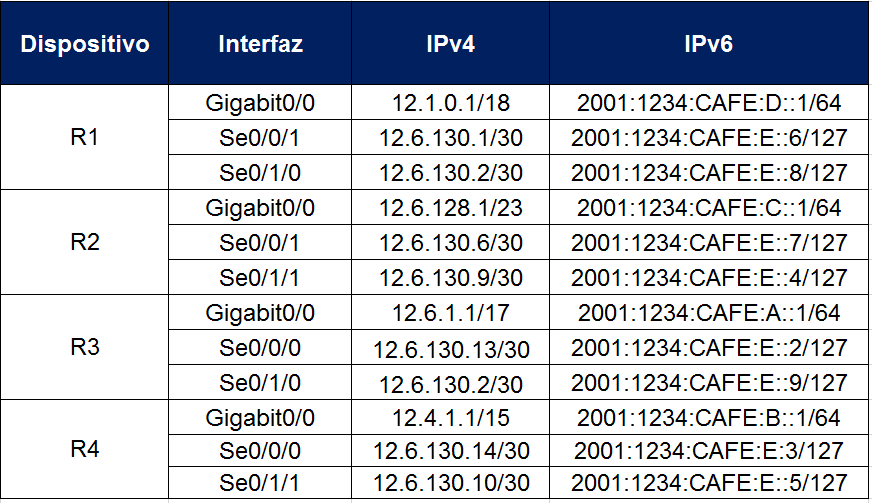 Dispositivo Interfaz IPv4 IPv6
R1
Gigabit0/0 12.1.0.1/18 2001:1234:CAFE:D::1/64
Se0/0/1 12.6.130.1/30 2001:1234:CAFE:E::6/127
Se0/1/0 12.6.130.2/30 2001:1234:CAFE:E::8/127
R2
Gigabit0/0 12.6.128.1/23 2001:1234:CAFE:C::1/64
Se0/0/1 12.6.130.6/30 2001:1234:CAFE:E::7/127
Se0/1/1 12.6.130.9/30 2001:1234:CAFE:E::4/127
R3
Gigabit0/0 12.6.1.1/17 2001:1234:CAFE:A::1/64
Se0/0/0 12.6.130.13/30 2001:1234:CAFE:E::2/127
Se0/1/0 12.6.130.2/30 2001:1234:CAFE:E::9/127
R4
Gigabit0/0 12.4.1.1/15 2001:1234:CAFE:B::1/64
Se0/0/0 12.6.130.14/30 2001:1234:CAFE:E:3/127
Se0/1/1 12.6.130.10/30 2001:1234:CAFE:E::5/127